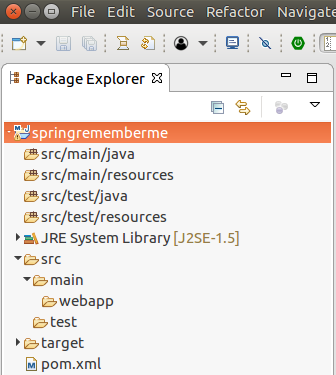 File Edit Source Refactor Navigate
Package Explorer
springrememberme
src/main/java
src/main/resources
src/test/java
src/test/resources
JRE System Library [J2SE-1.5]
src
main
webapp
test
target
pom.xml